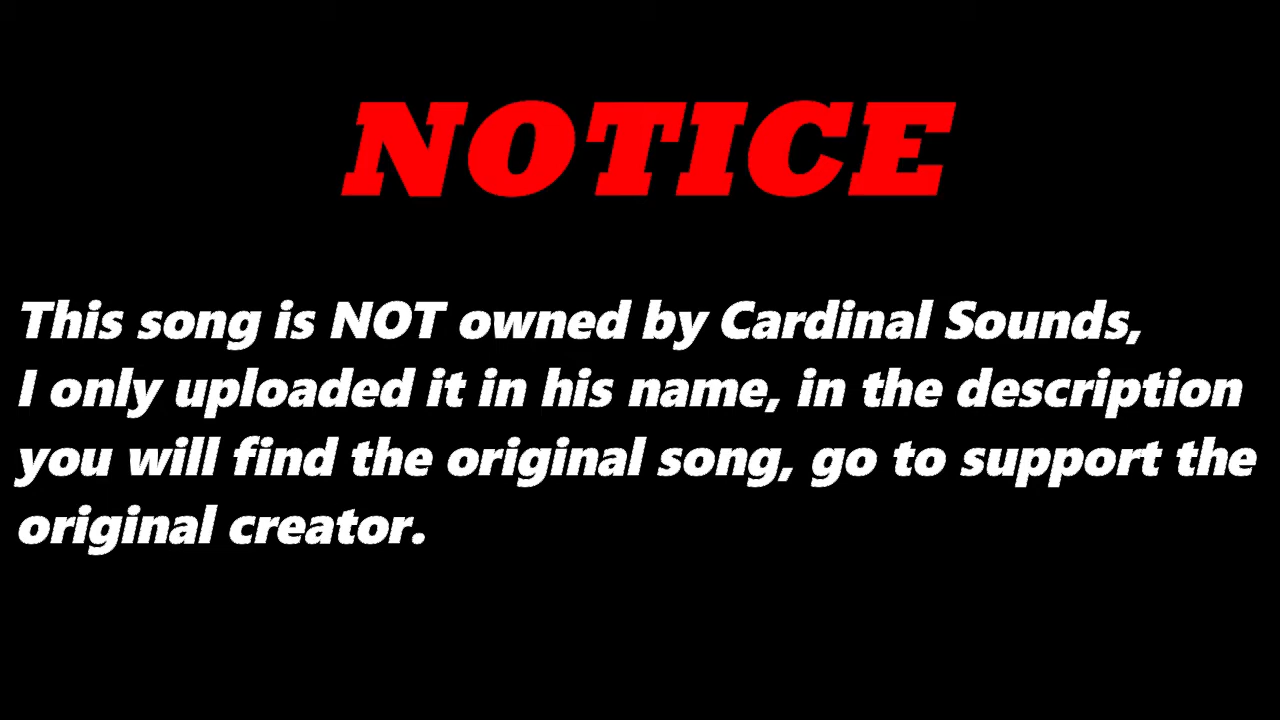 NOTICE
This song is NOT owned by Cardinal Sounds,
I only uploaded it in his name, in the description
you will find the original song, go to support the
original creator.